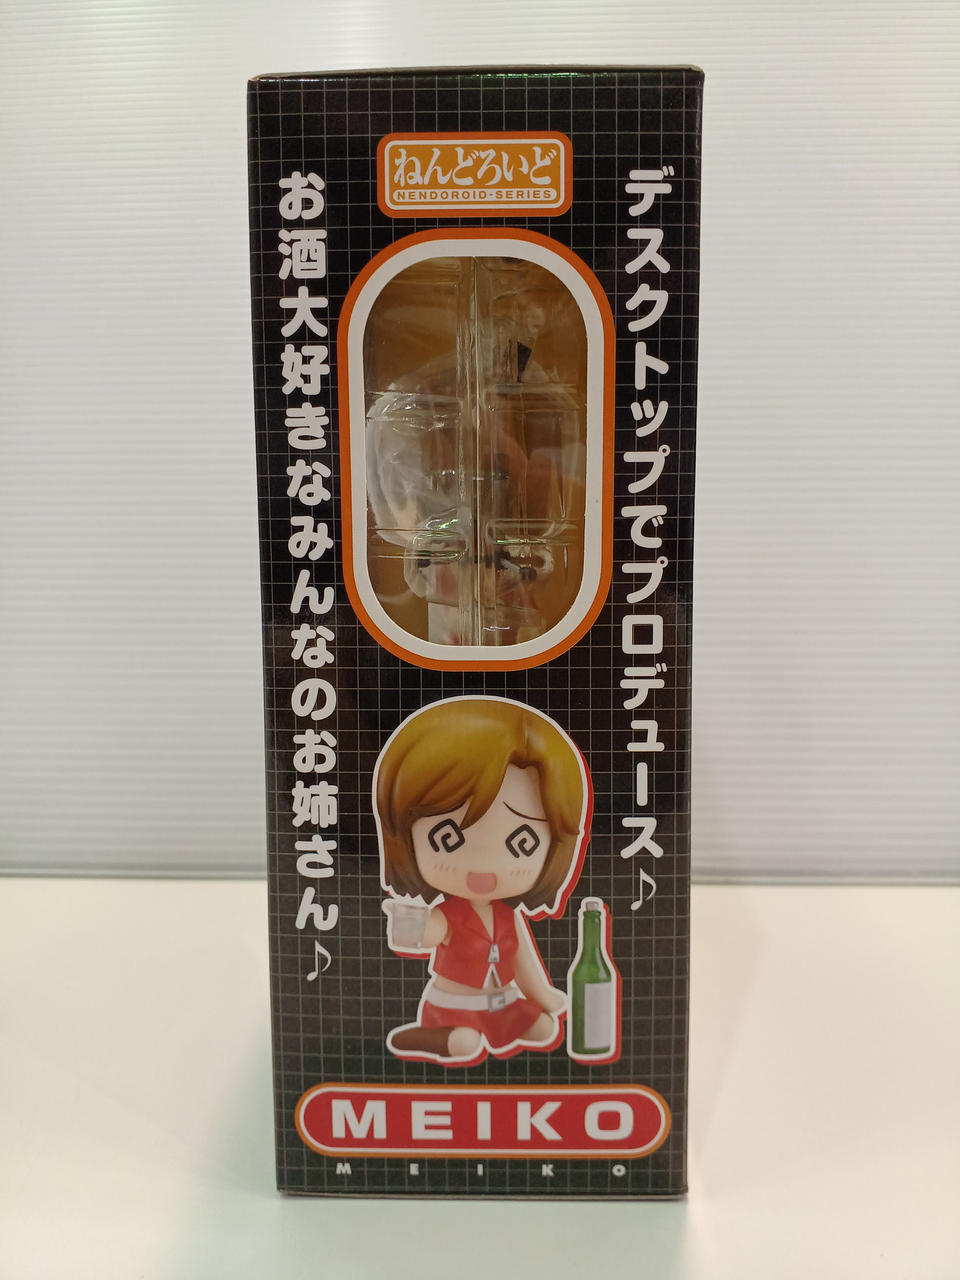 ねんどろいど
NENDOROID·SERIES
デスクトップでプロデュース♪
お酒大好きなみんなのお姉さん♪
MEIKO
MEIKO